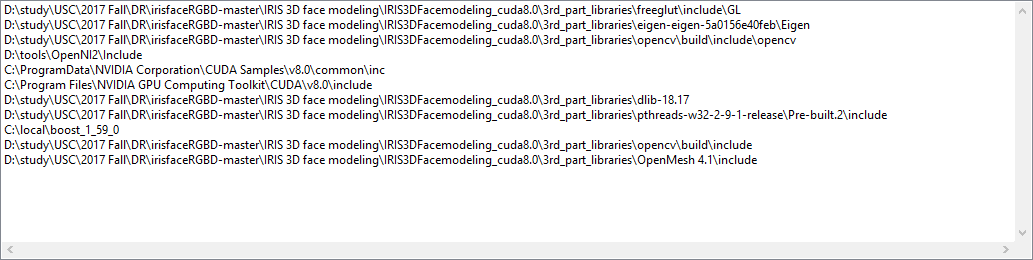 D:\study\USC\2017 Fall\DR\irisfaceRGBD-master\IRIS 3D face modeling\IRIS3DFacemodeling_cuda8.0\3rd_part_libraries\freeglut\include\GL
D:\study\USC\2017 Fall\DR\irisfaceRGBD-master\IRIS 3D face modeling\IRIS3DFacemodeling_cuda8.0\3rd_part_libraries\eigen-eigen-5a0156e40feb\Eigen
D:\study\USC\2017 Fall\DR\irisfaceRGBD-master\IRIS 3D face modeling\IRIS3DFacemodeling_cuda8.0\3rd_part_libraries\opencv\build\include\opencv
D:\tools\OpenNI2\Include
C:\ProgramData\NVIDIA Corporation\CUDA Samples\v8.0\common\inc
C:\Program Files\NVIDIA GPU Computing Toolkit\CUDA\v8.0\include
D:\study\USC\2017 Fall\DR\irisfaceRGBD-master\IRIS 3D face modeling\IRIS3DFacemodeling_cuda8.0\3rd_part_libraries\dlib-18.17
D:\study\USC\2017 Fall\DR\irisfaceRGBD-master\IRIS 3D face modeling\IRIS3DFacemodeling_cuda8.0\3rd_part_libraries\pthreads-w32-2-9-1-release\Pre-built.2\include
C:\local\boost_1_59_0
D:\study\USC\2017 Fall\DR\irisfaceRGBD-master\IRIS 3D face modeling\IRIS3DFacemodeling_cuda8.0\3rd_part_libraries\opencv\build\include
D:\study\USC\2017 Fall\DR\irisfaceRGBD-master\IRIS 3D face modeling\IRIS3DFacemodeling_cuda8.0\3rd_part_libraries\OpenMesh 4.1\include